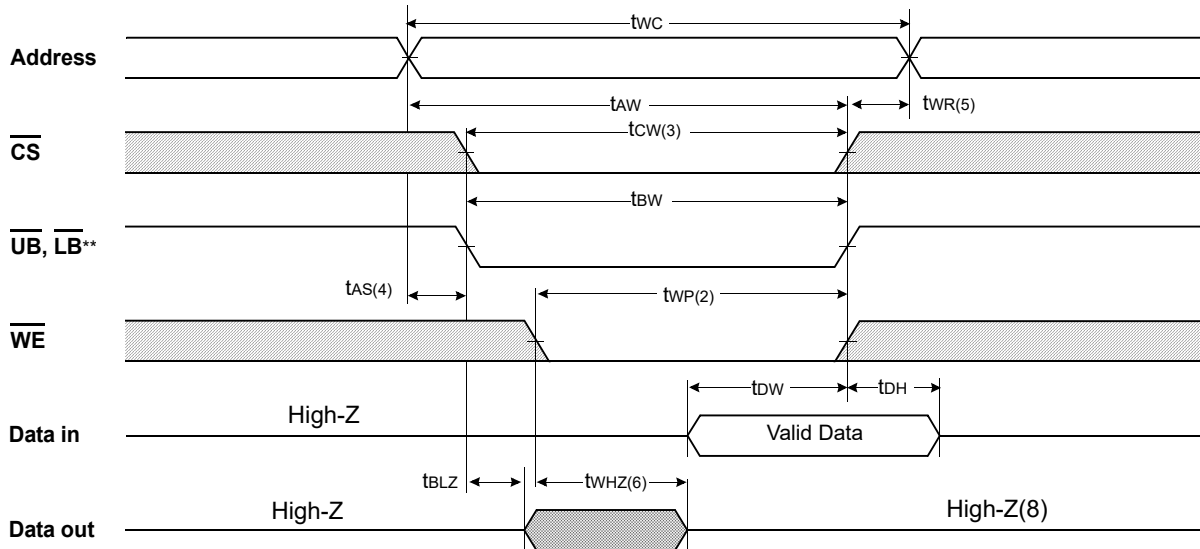 tWC
Address
tAW
tWR(5)
tCW(3)
CS
tBW
UB, LB**
tAS(4)
tWP(2)
WE
tDW
tDH
High-Z
Valid Data
Data in
tBLZ
tWHZ(6)
High-Z
High-Z(8)
Data out